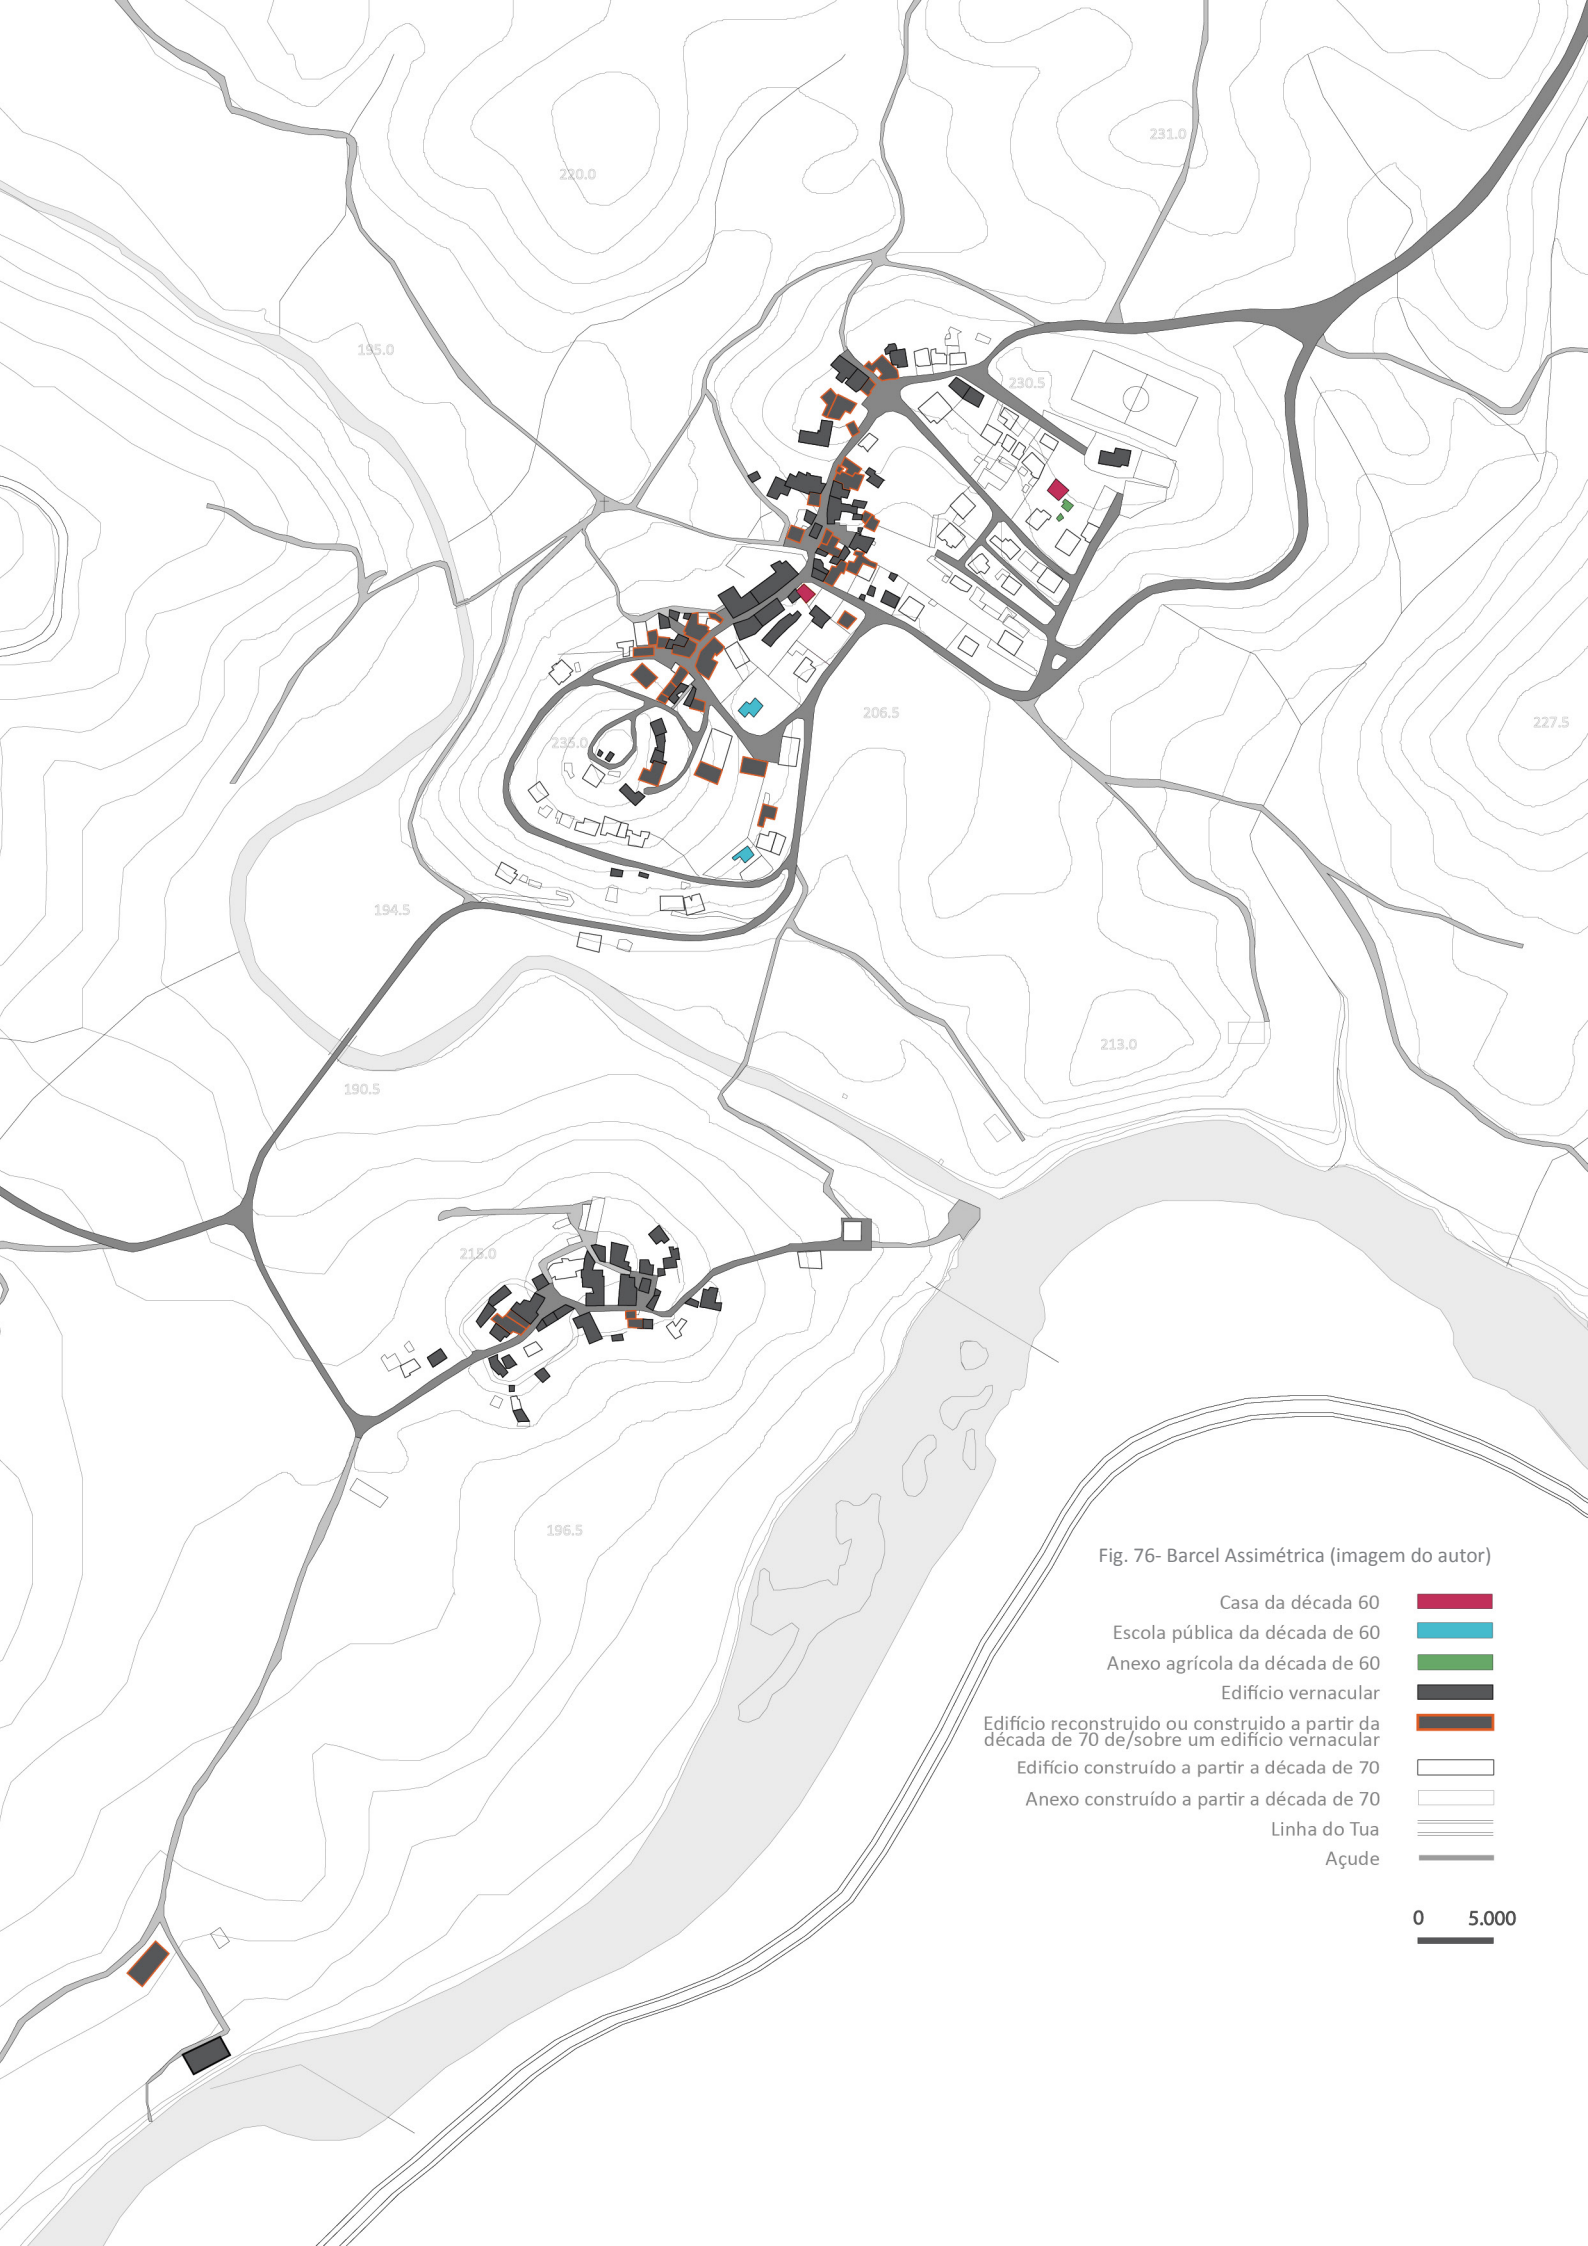 231.0
220.0
195.0
230.5
206.5
227.5
235.0
194.5
213.0
190.5
215.0
196.5
Fig. 76- Barcel Assimétrica (imagem do autor)
Casa da década 60
Escola pública da década de 60
Anexo agrícola da década de 60
Edifício vernacular
Edifício reconstruido ou construido a partir da
década de 70 de/sobre um edifício vernacular
Edifício construído a partir a década de 70
Anexo construído a partir a década de 70
Linha do Tua
Açude
0 5.000